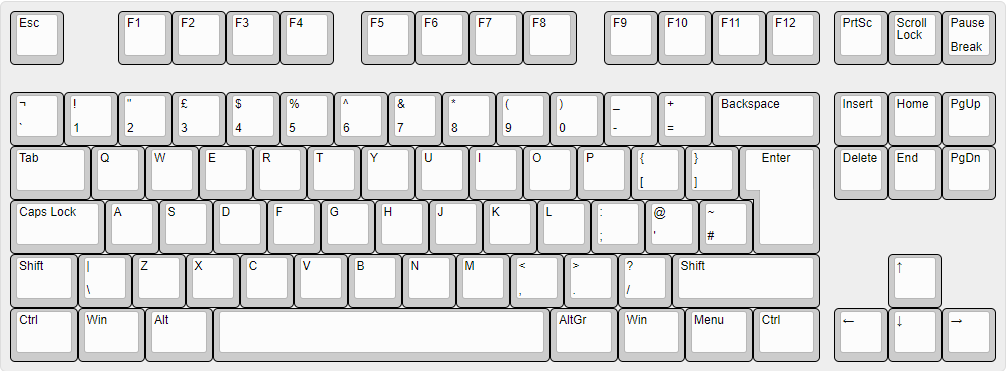 Esc F1 F2 F3 F4 F5 F6 F7 F8 F9 F10 F11 F12 PrtSc Scroll Pause
Lock
Break
¬ ! " £ $ % ^ & * ( ) _ + Backspace Insert Home PgUp
` 1 2 3 4 5 6 7 8 9 0 - =
Tab Q W E R T Y U I O P { } Enter Delete End PgDn
[ ]
Caps Lock A S D F G H J K L : @ ~
; ' #
Shift | Z X C V B N M < > ? Shift ↑
\ , . /
Ctrl Win Alt AltGr Win Menu Ctrl ← ↓ →